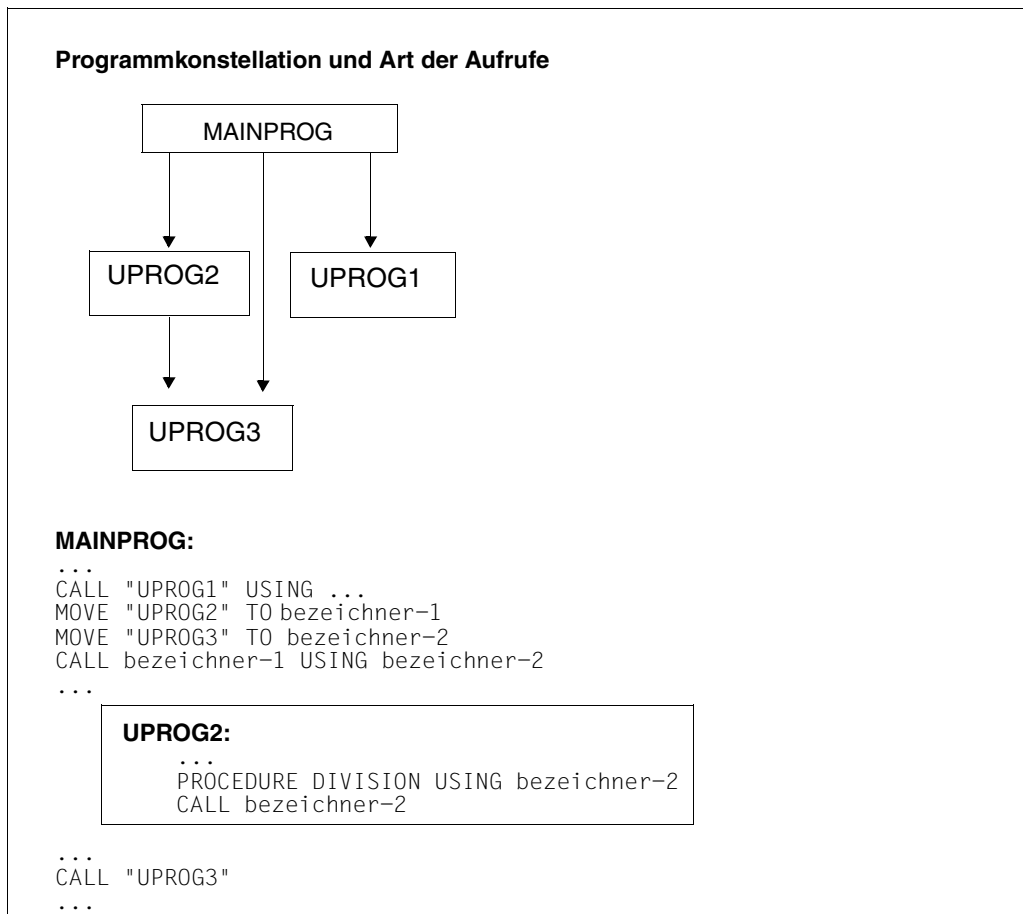 Programmkonstellation und Art der Aufrufe
MAINPROG
UPROG2
UPROG1
UPROG3
MAINPROG:
...
CALL "UPROG1" USING ...
MOVE "UPROG2" TO bezeichner-1
MOVE "UPROG3" TO bezeichner-2
CALL bezeichner-1 USING bezeichner-2
...
UPROG2:
...
PROCEDURE DIVISION USING bezeichner-2
CALL bezeichner-2
...
CALL "UPROG3"
...